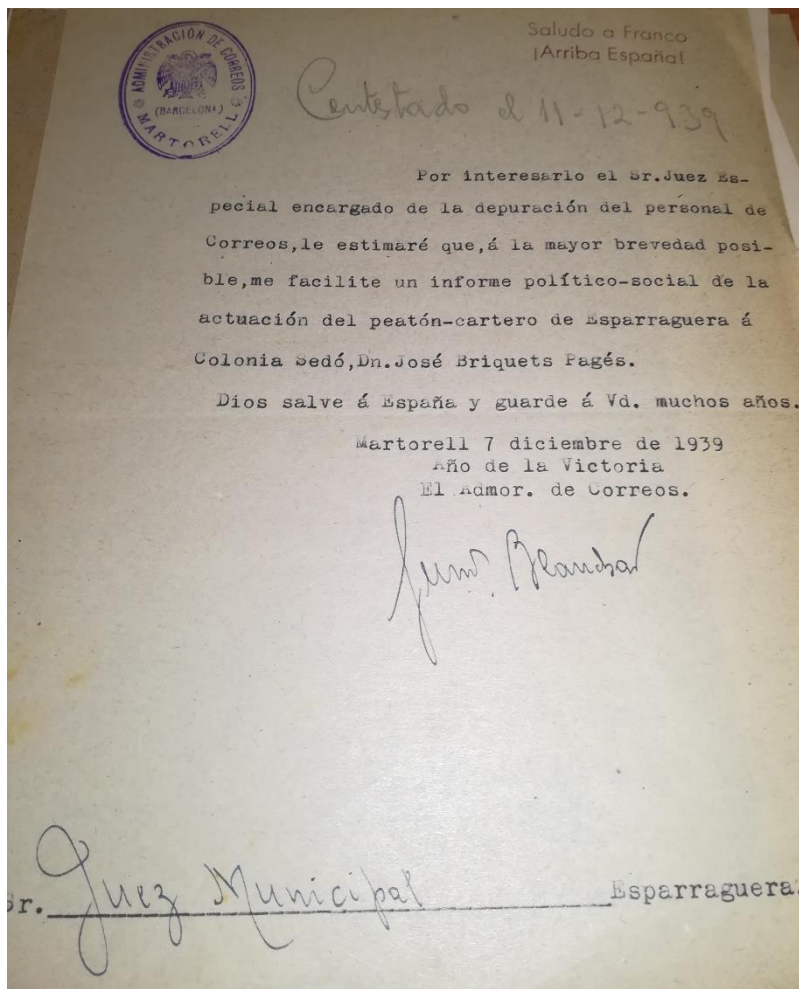 ADMINISTRACIÓN DE CORREOS
(BARCELONA)
MARTORELL
Saludo a Franco
¡Arriba España!
Contestado el 11-12-939
Por interesarlo el Sr.Juez Es-
pecial encargado de la depuración del personal de
Correos,le estimaré que,á la mayor brevedad posi-
ble,me facilite un informe político-social de la
actuación del peatón-cartero de Esparraguera á
Colonia Sedó,Dn.José Briquets Pagés.
Dios salve á España y guarde á Vd. muchos años.
Martorell 7 diciembre de 1939
Año de la Victoria
El Admor. de Correos.
Sr. Juez Municipal Esparraguera.